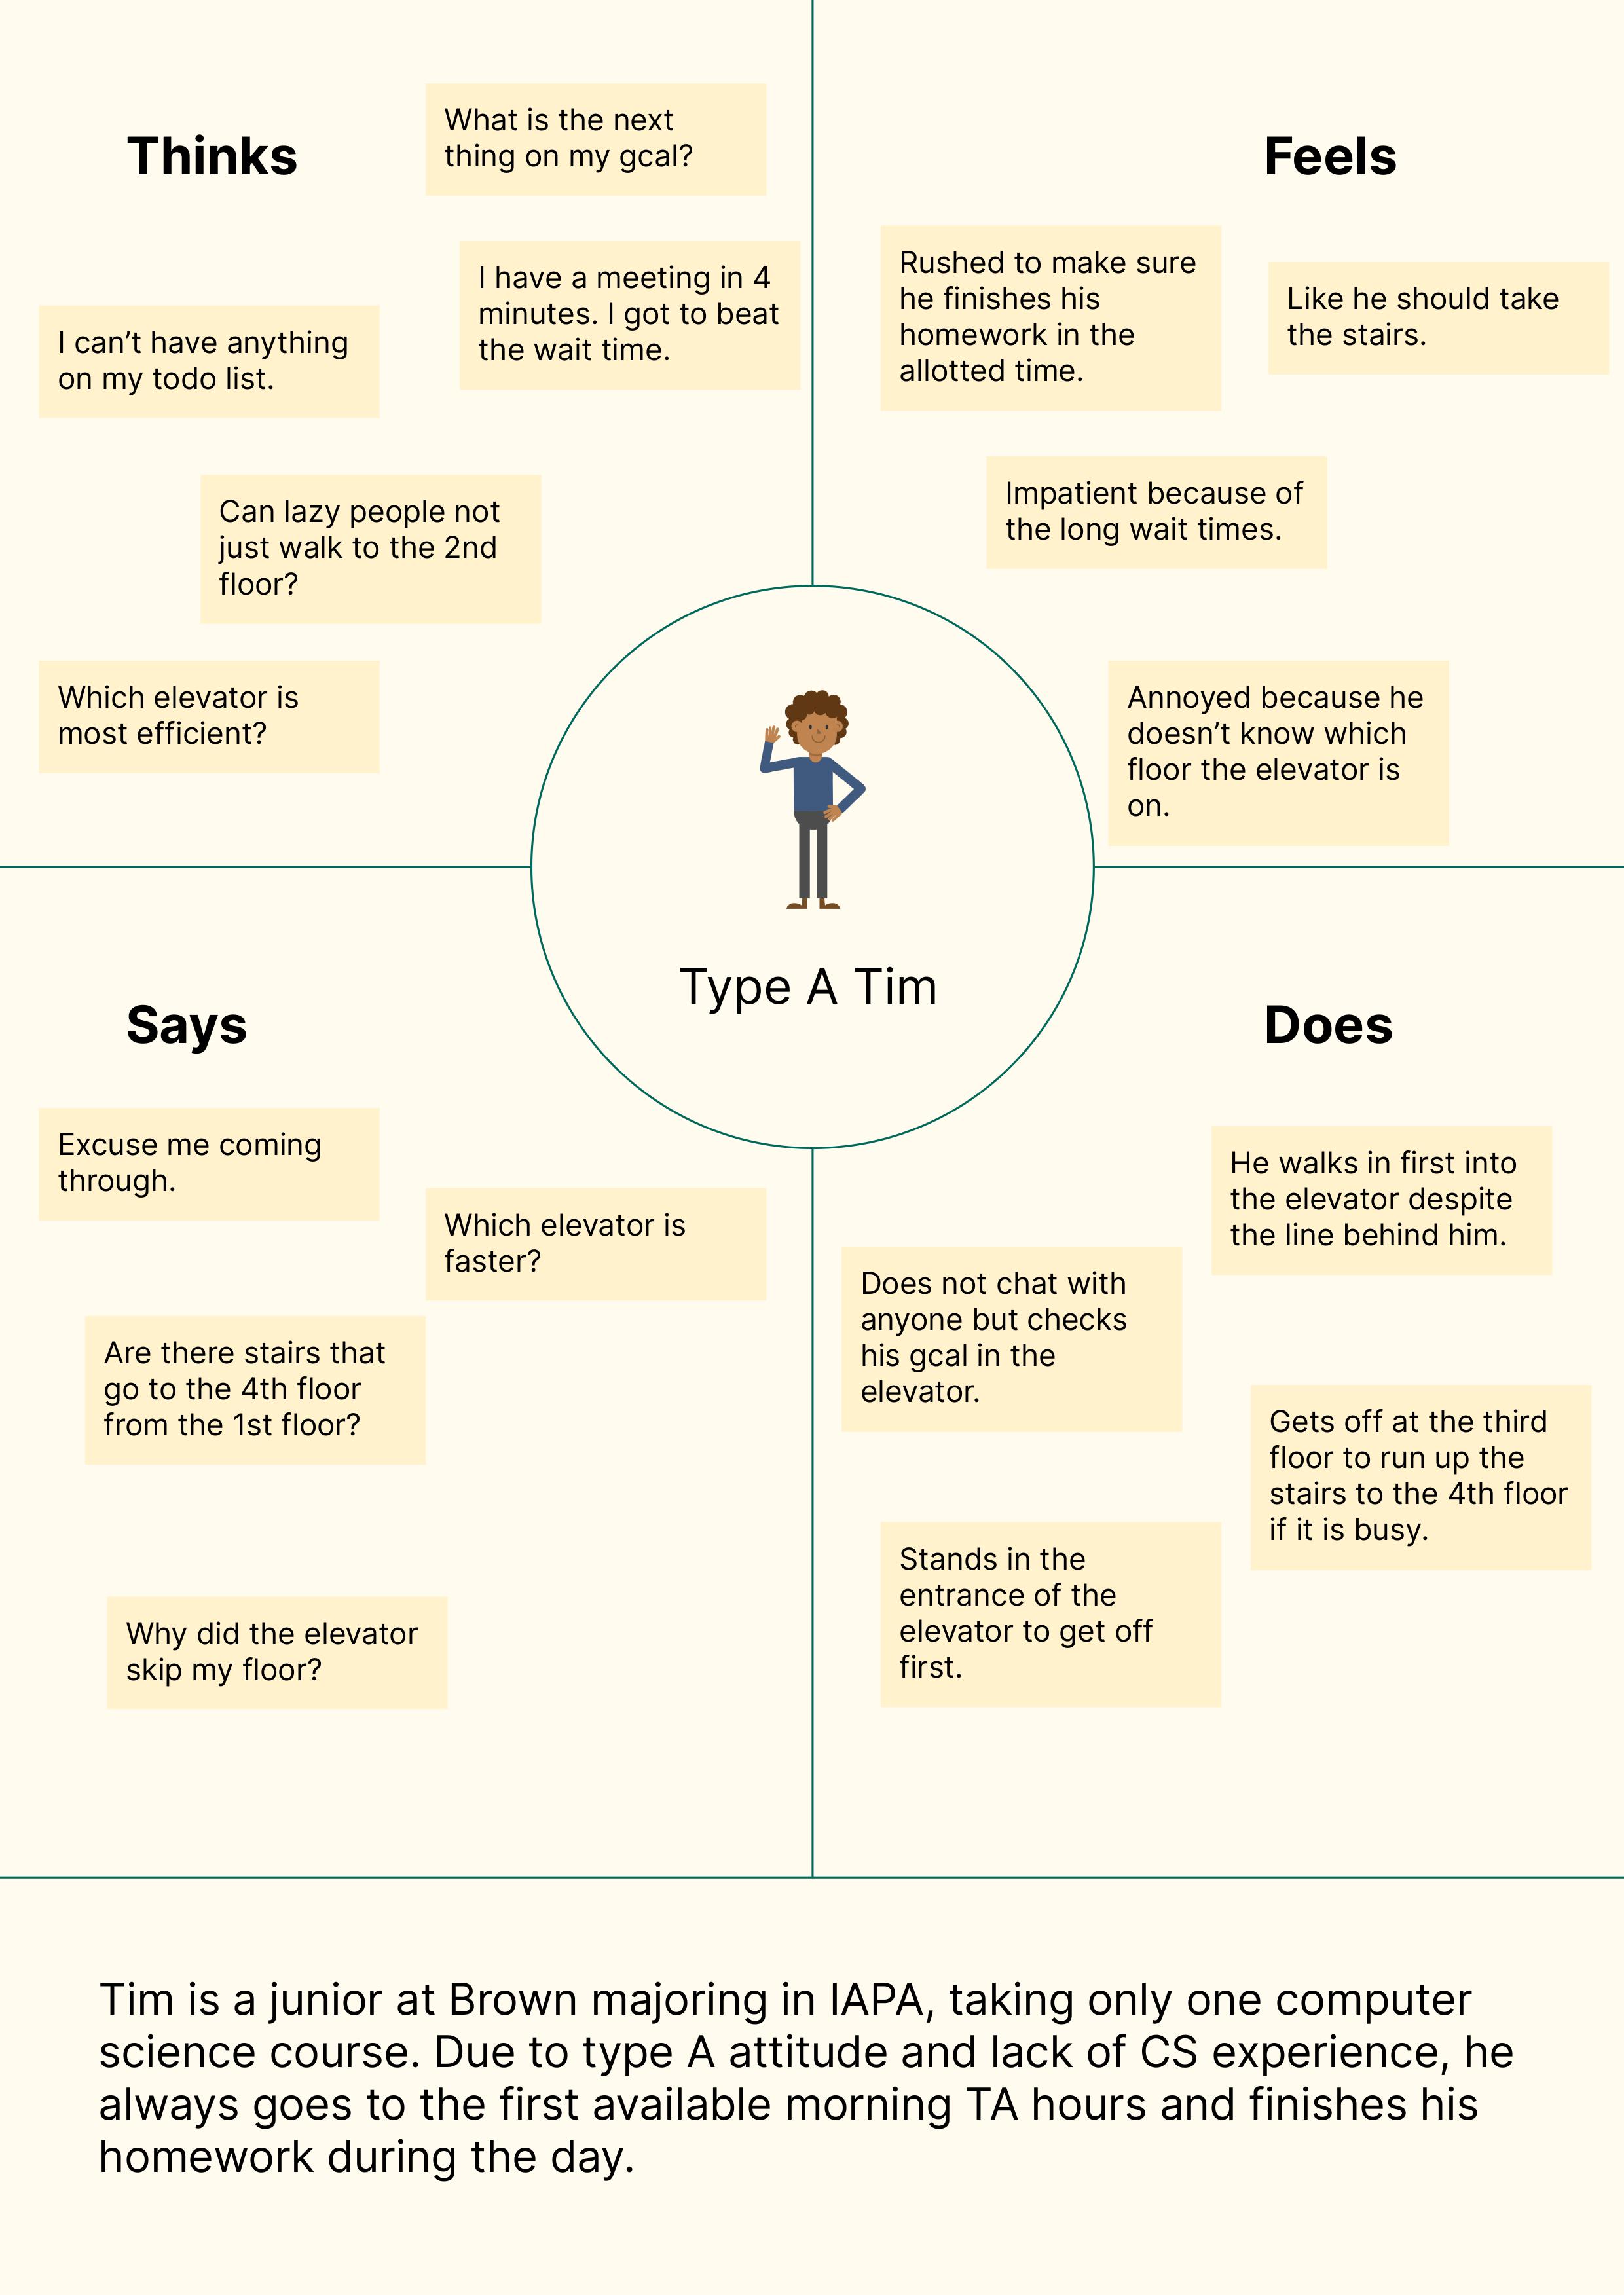 Thinks
What is the next
thing on my gcal?
I have a meeting in 4
minutes. I got to beat
the wait time.
I can’t have anything
on my todo list.
Can lazy people not
just walk to the 2nd
floor?
Which elevator is
most efficient?
Feels
Rushed to make sure
he finishes his
homework in the
allotted time.
Like he should take
the stairs.
Impatient because of
the long wait times.
Annoyed because he
doesn’t know which
floor the elevator is
on.
Type A Tim
Says
Excuse me coming
through.
Which elevator is
faster?
Are there stairs that
go to the 4th floor
from the 1st floor?
Why did the elevator
skip my floor?
Does
He walks in first into
the elevator despite
the line behind him.
Does not chat with
anyone but checks
his gcal in the
elevator.
Gets off at the third
floor to run up the
stairs to the 4th floor
if it is busy.
Stands in the
entrance of the
elevator to get off
first.
Tim is a junior at Brown majoring in IAPA, taking only one computer
science course. Due to type A attitude and lack of CS experience, he
always goes to the first available morning TA hours and finishes his
homework during the day.